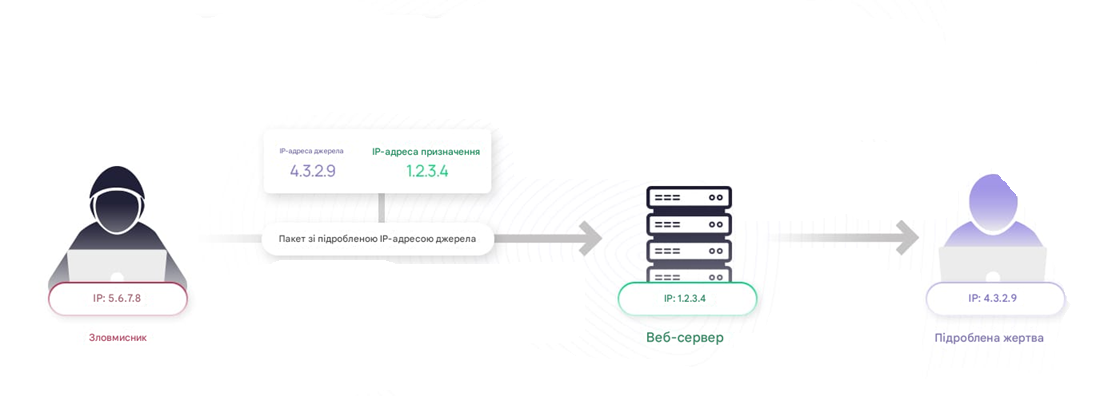 IP-адреса джерела
4.3.2.9
IP-адреса призначення
1.2.3.4
Пакет зі підробленою IP-адресою джерела
IP: 5.6.7.8
Зловмисник
IP: 1.2.3.4
Веб-сервер
IP: 4.3.2.9
Підроблена жертва